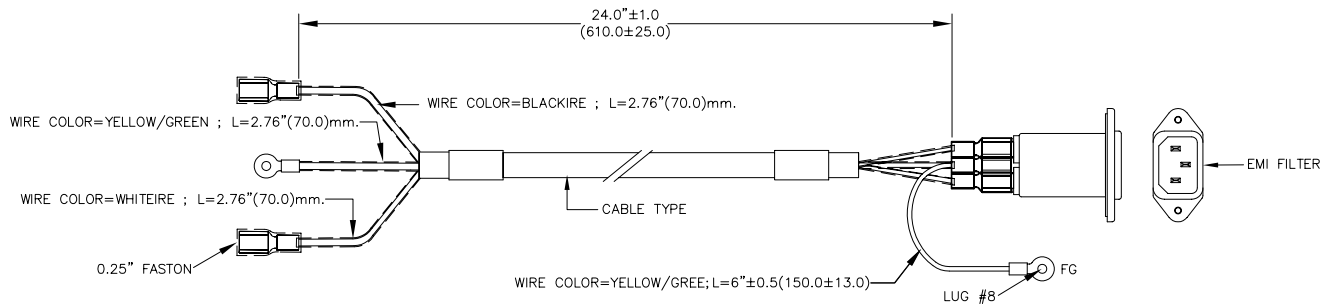 24.0"±1.0
(610.0±25.0)
WIRE COLOR=BLACKIRE ; L=2.76"(70.0)mm.
WIRE COLOR=YELLOW/GREEN ; L=2.76"(70.0)mm.
EMI FILTER
WIRE COLOR=WHITEIRE ; L=2.76"(70.0)mm.
CABLE TYPE
0.25" FASTON
WIRE COLOR=YELLOW/GREE;L=6"±0.5(150.0±13.0)
FG
LUG #8